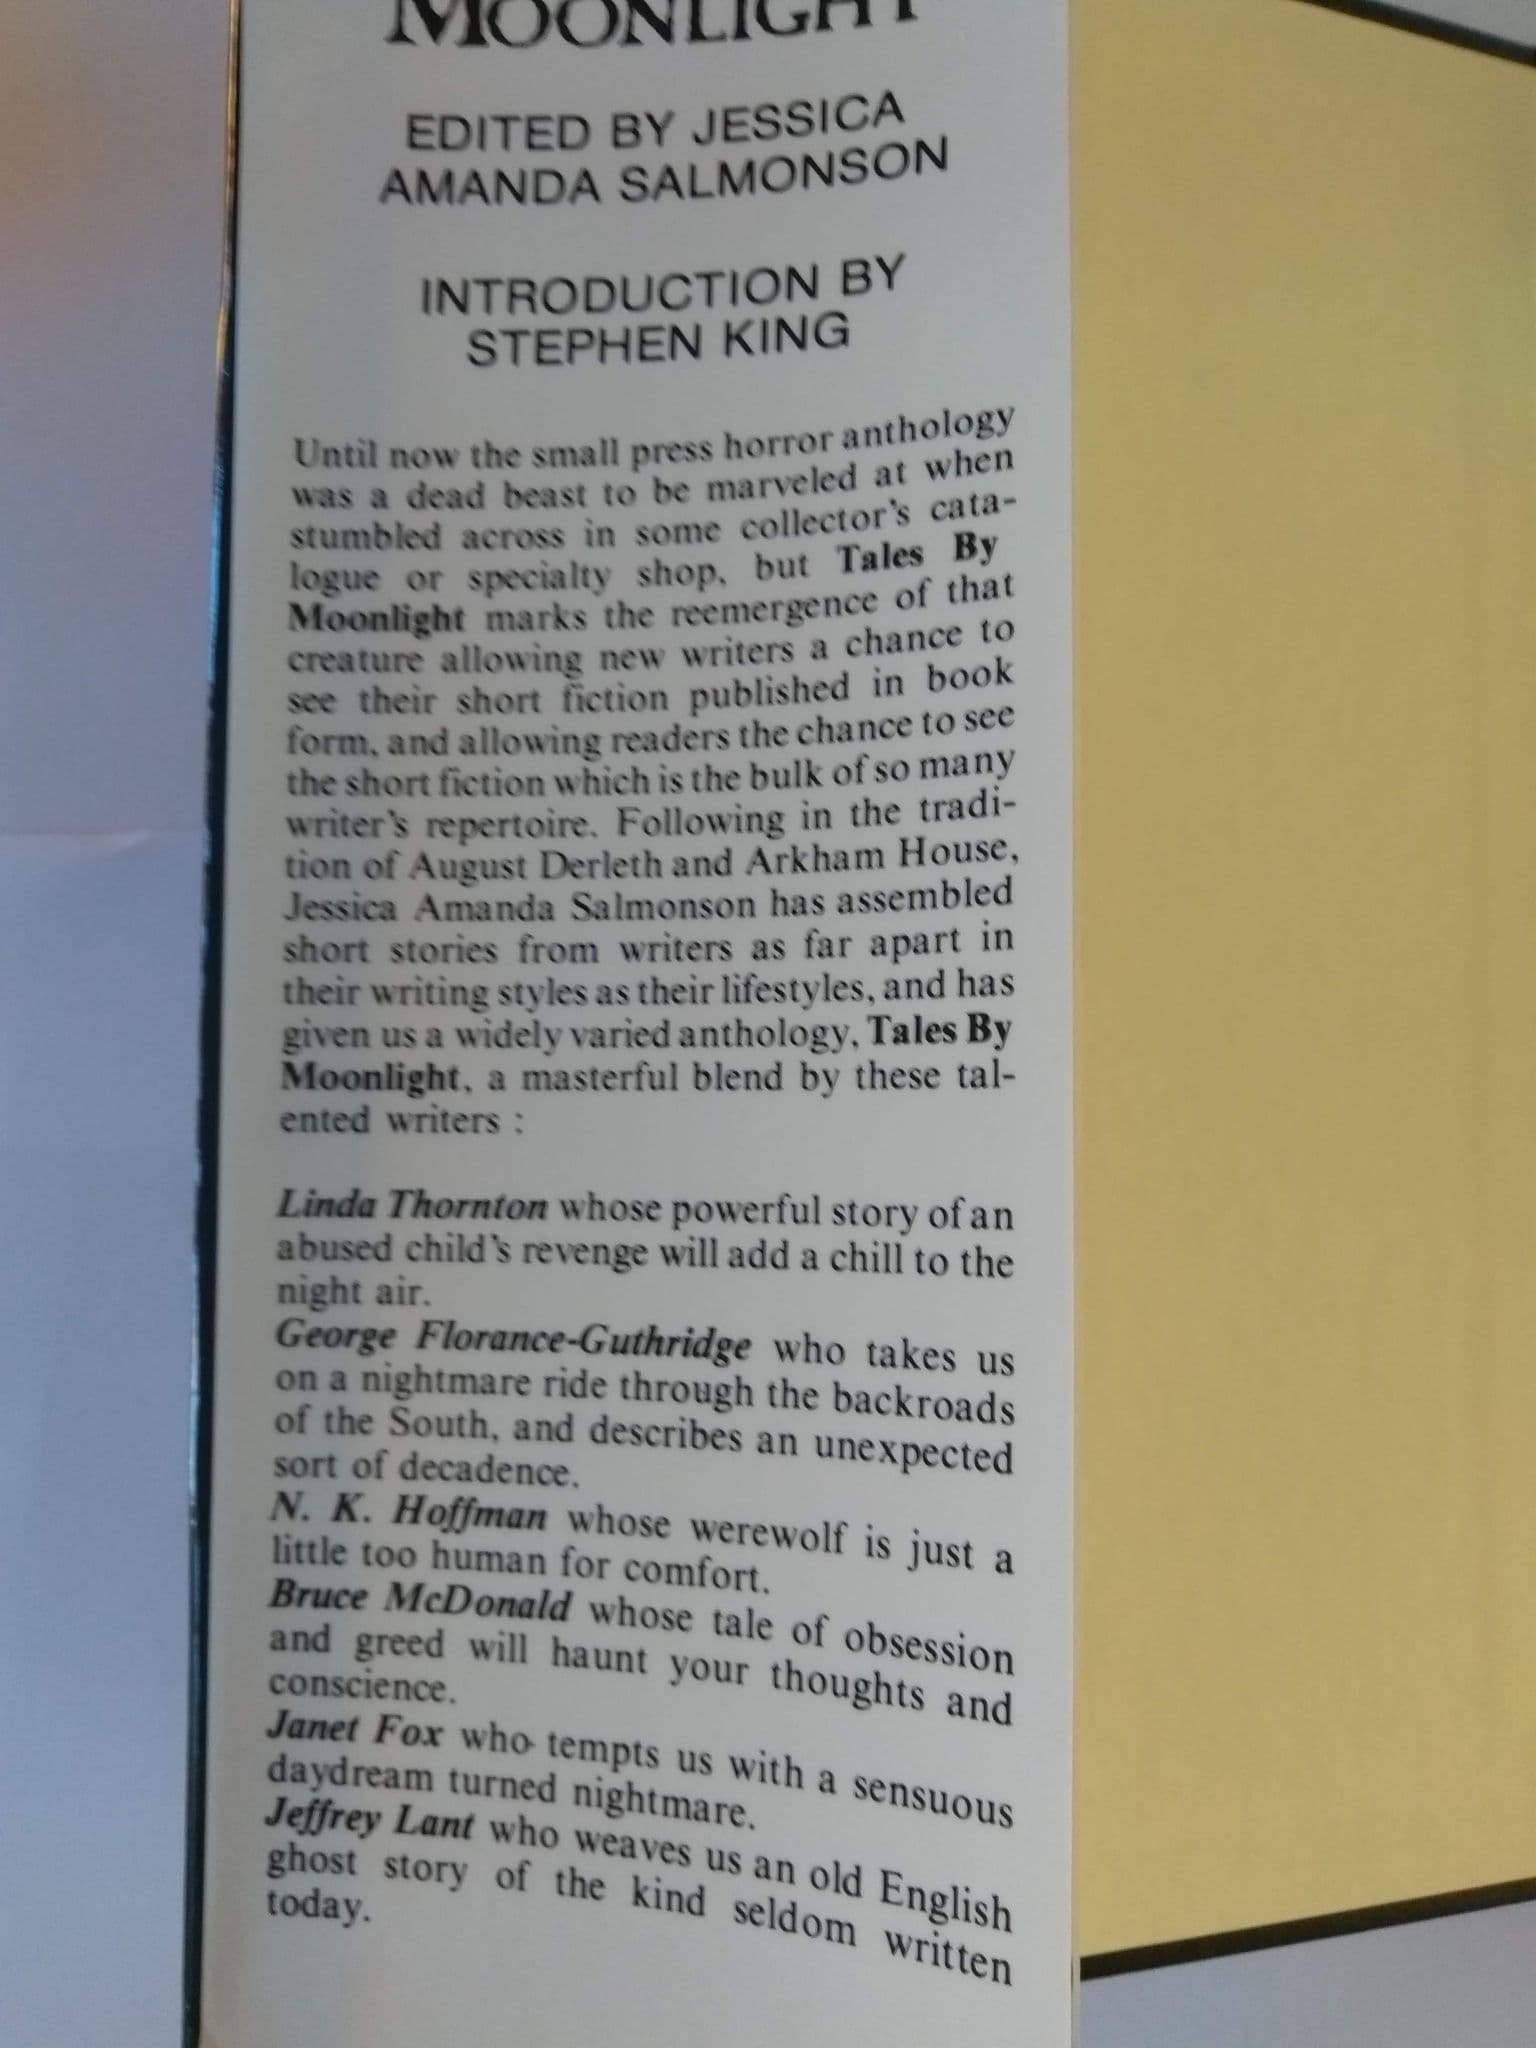 MOONLIGHT
EDITED BY JESSICA
AMANDA SALMONSON
INTRODUCTION BY
STEPHEN KING
Until now the small press horror anthology
was a dead beast to be marveled at when
stumbled across in some collector's cata-
logue or specialty shop, but Tales By
Moonlight marks the reemergence of that
creature allowing new writers a chance to
see their short fiction published in book
form, and allowing readers the chance to see
the short fiction which is the bulk of so many
writer's repertoire. Following in the tradi-
tion of August Derleth and Arkham House,
Jessica Amanda Salmonson has assembled
short stories from writers as far apart in
their writing styles as their lifestyles, and has
given us a widely varied anthology, Tales By
Moonlight, a masterful blend by these tal-
ented writers :
Linda Thornton whose powerful story of an
abused child's revenge will add a chill to the
night air.
George Florance-Guthridge who takes us
on a nightmare ride through the backroads
of the South, and describes an unexpected
sort of decadence.
N. K. Hoffman whose werewolf is just a
little too human for comfort.
Bruce McDonald whose tale of obsession
and greed will haunt your thoughts and
conscience.
Janet Fox who tempts us with a sensuous
daydream turned nightmare.
Jeffrey Lant who weaves us an old English
ghost story of the kind seldom written
today.